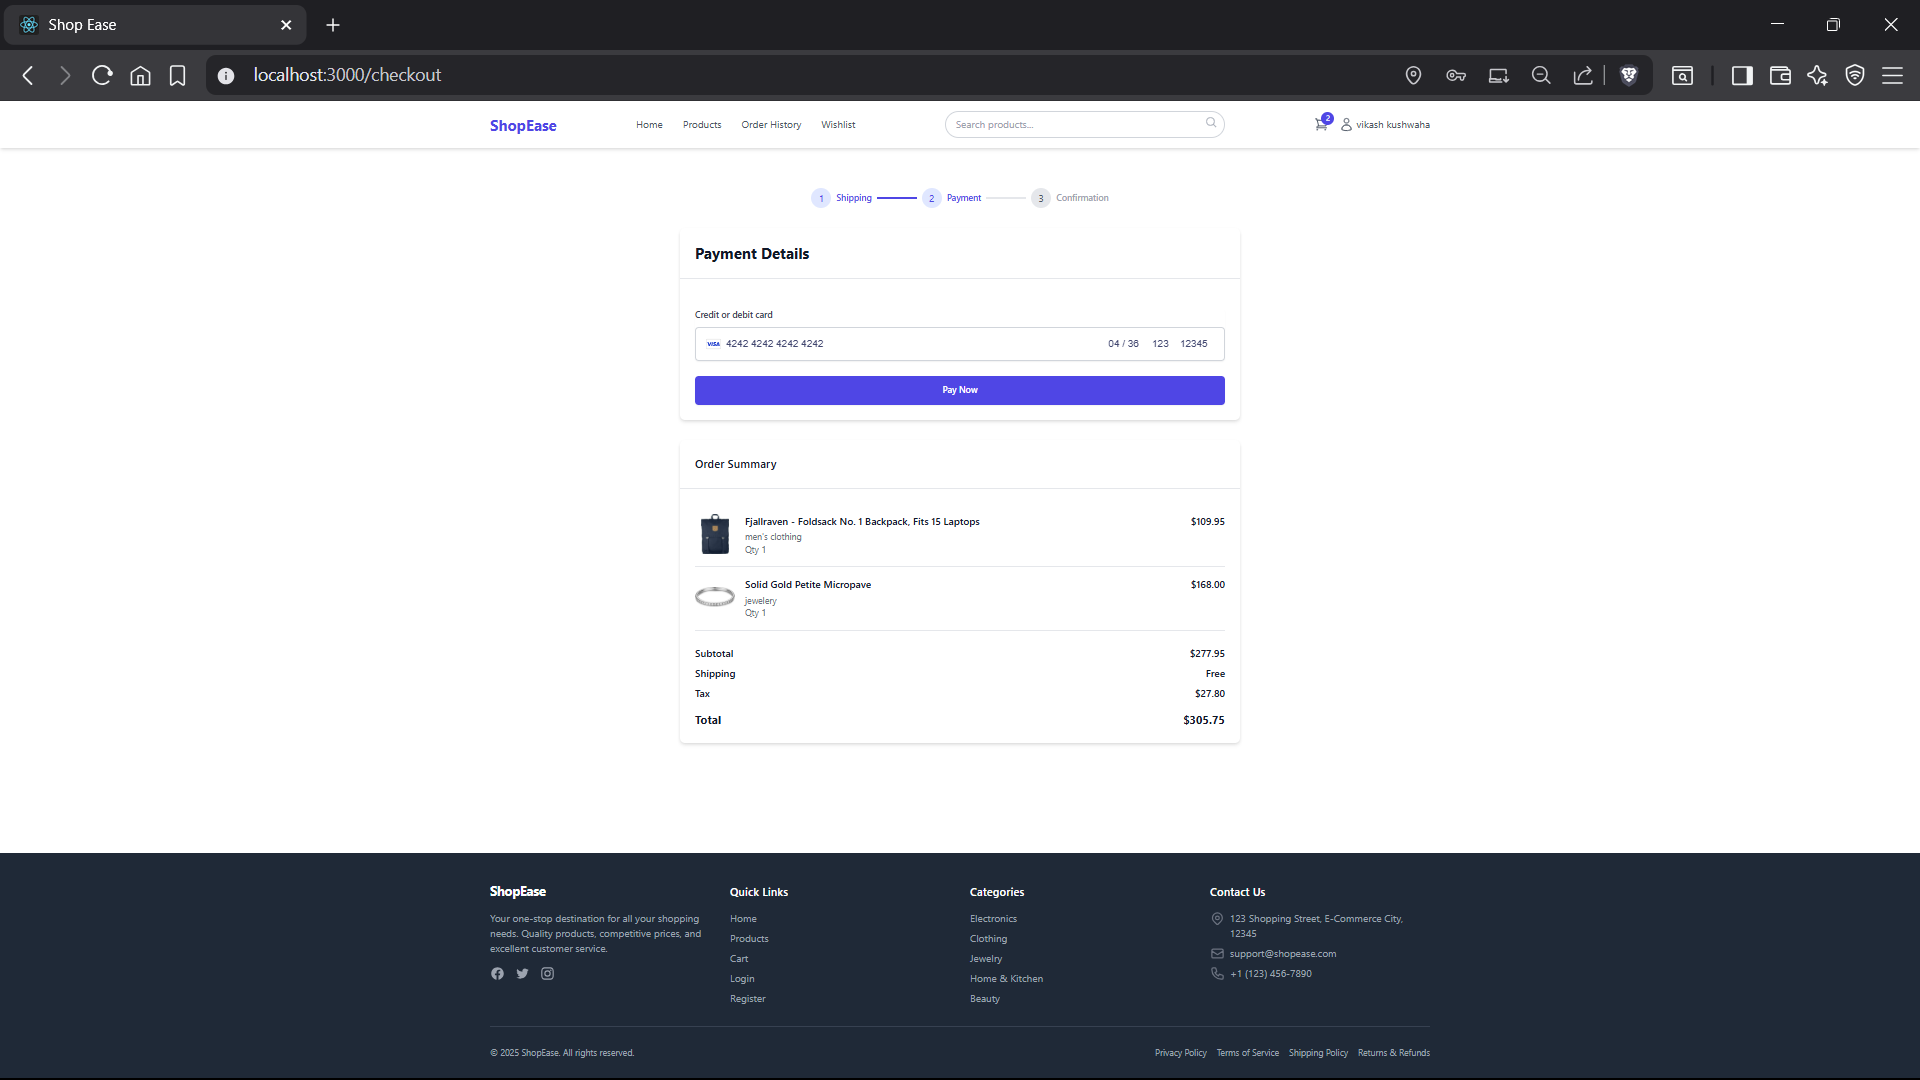 Shop Ease
localhost:3000/checkout
ShopEase
Home Products Order History Wishlist
Search products...
2
vikash kushwaha
1 Shipping 2 Payment 3 Confirmation
Payment Details
Credit or debit card
VISA 4242 4242 4242 4242 04 / 36 123 12345
Pay Now
Order Summary
Fjallraven - Foldsack No. 1 Backpack, Fits 15 Laptops $109.95
men's clothing
Qty 1
Solid Gold Petite Micropave $168.00
jewelery
Qty 1
Subtotal $277.95
Shipping Free
Tax $27.80
Total $305.75
ShopEase
Your one-stop destination for all your shopping
needs. Quality products, competitive prices, and
excellent customer service.
Quick Links
Home
Products
Cart
Login
Register
Categories
Electronics
Clothing
Jewelry
Home & Kitchen
Beauty
Contact Us
123 Shopping Street, E-Commerce City,
12345
support@shopease.com
+1 (123) 456-7890
© 2025 ShopEase. All rights reserved.
Privacy Policy Terms of Service Shipping Policy Returns & Refunds